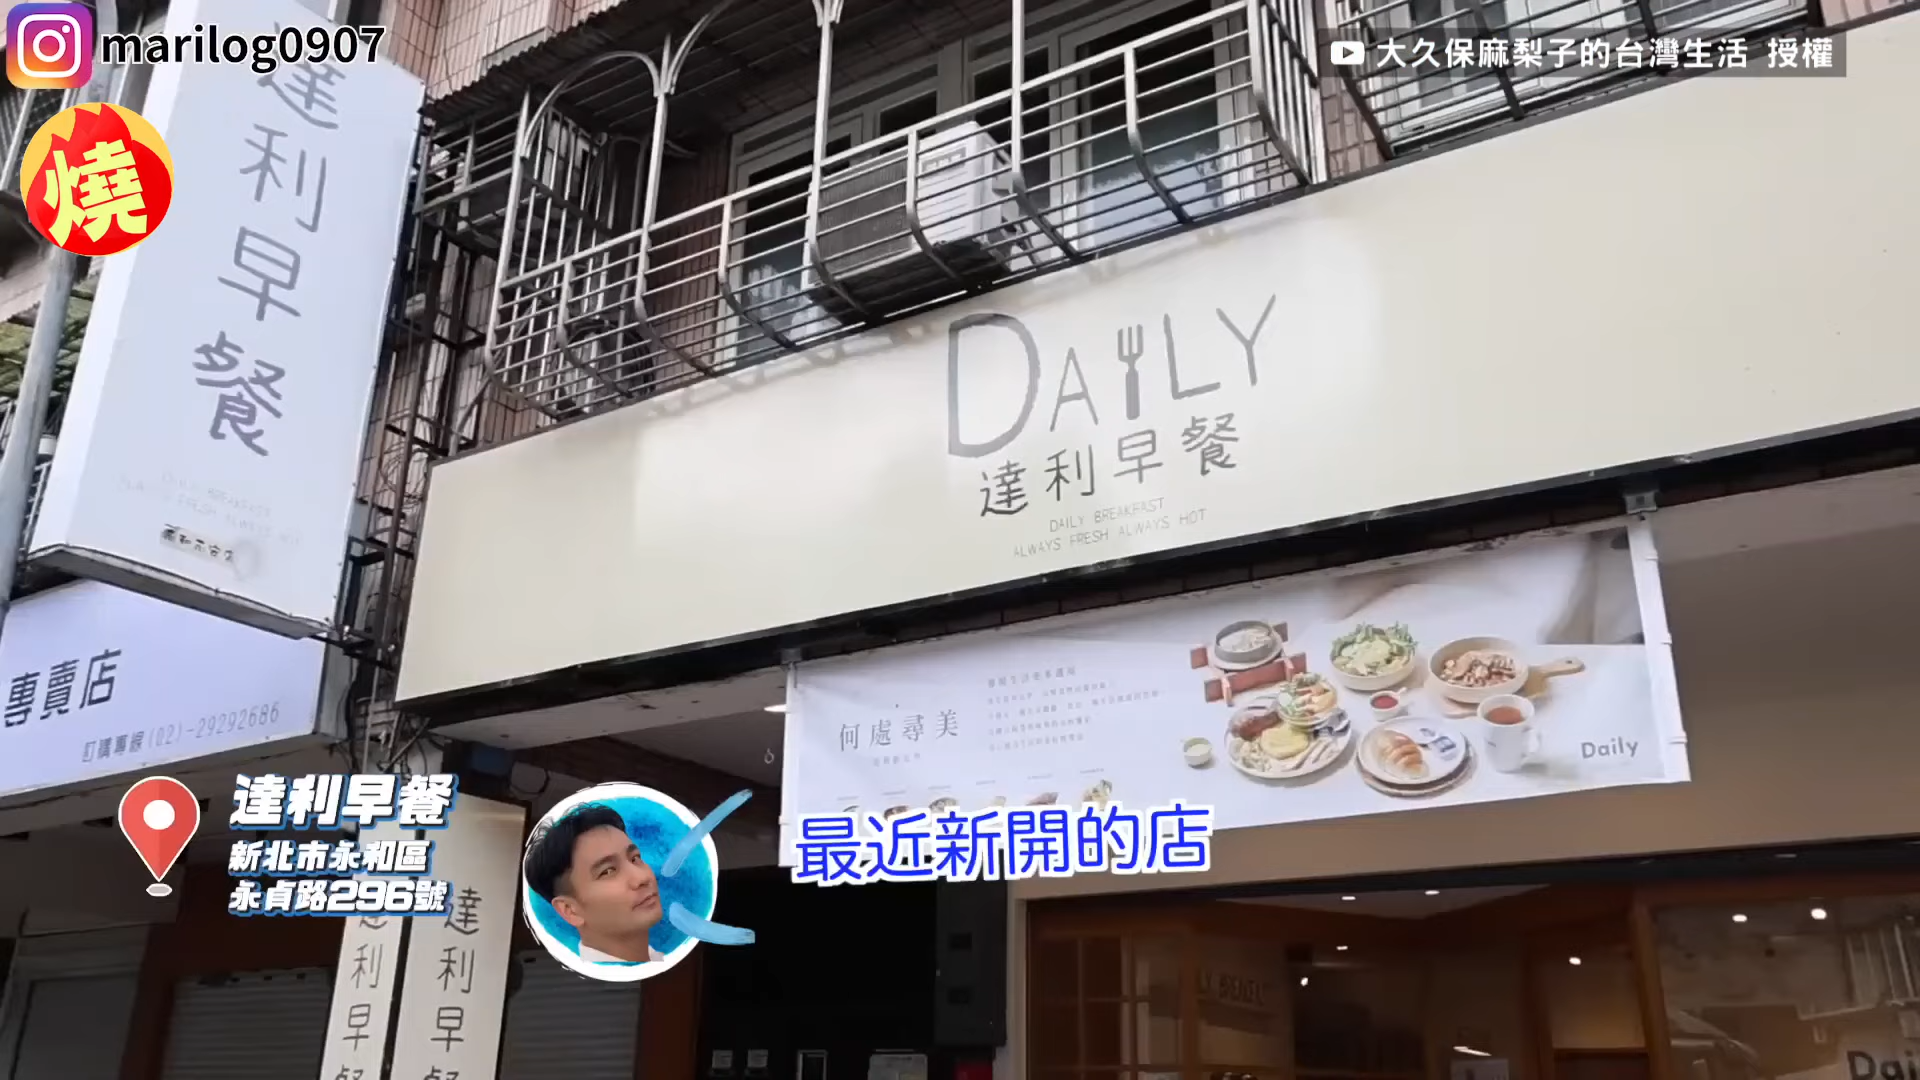 marilog0907
大久保麻梨子的台灣生活 授權
燒
達利早餐
DAILY
達利早餐
DAILY BREAKFAST
ALWAYS FRESH ALWAYS HOT
專賣店
訂購專線(02)-29292686
何處尋美
Daily
達利早餐
新北市永和區
永貞路296號
最近新開的店
達利早餐
達利早餐